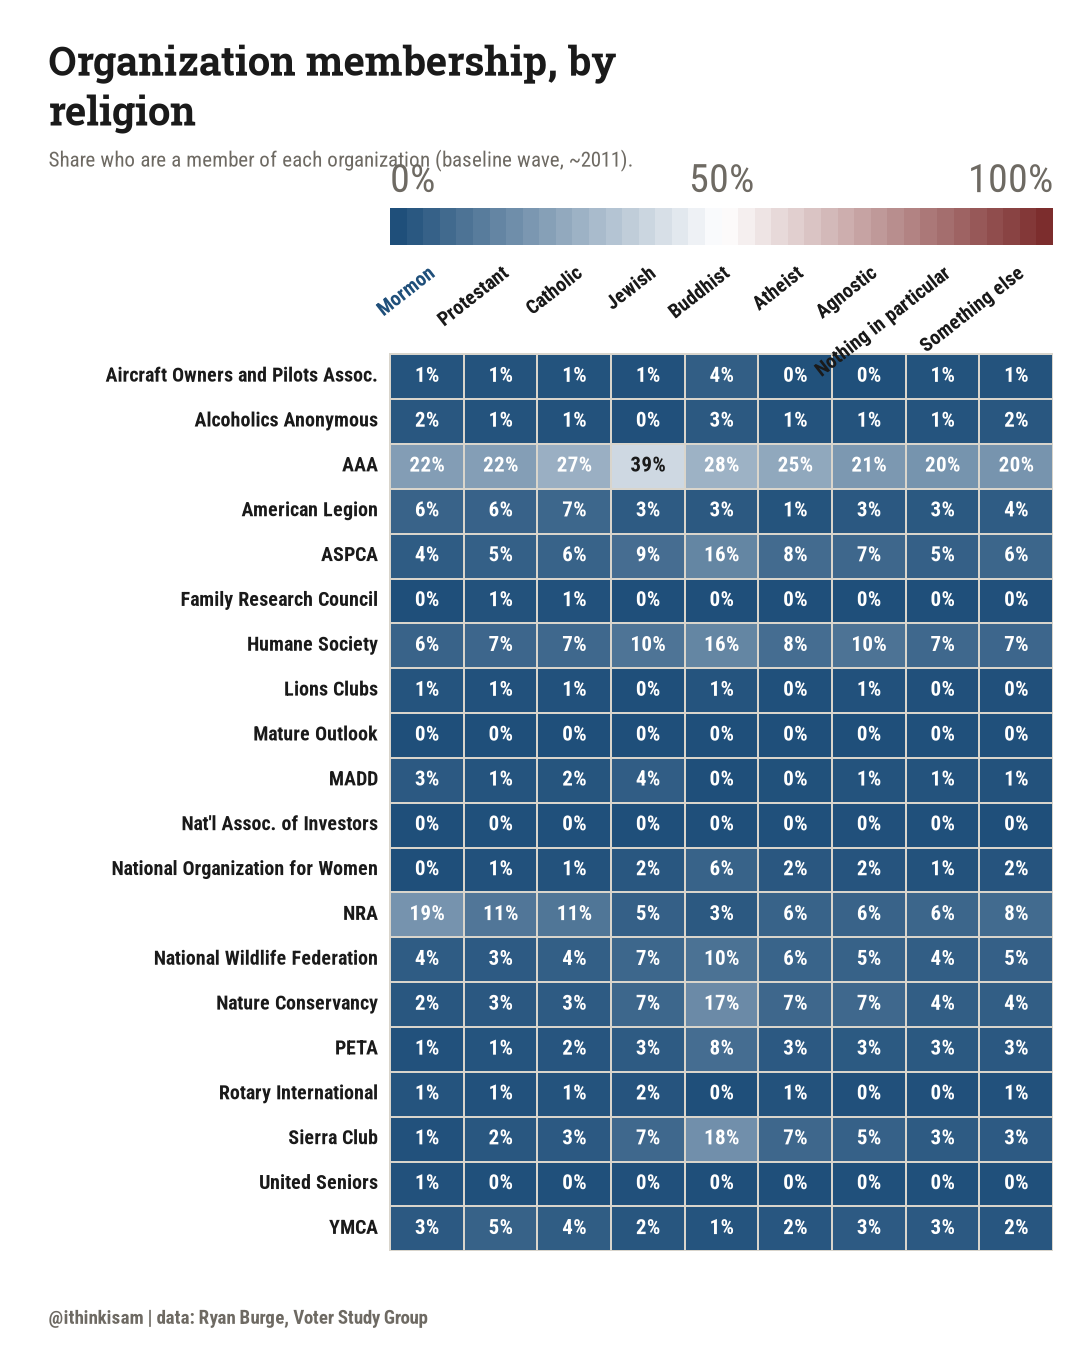 Organization membership, by
religion
Share who are a member of each organization (baseline wave, ~2011).
0% 50% 100%
Mormon Protestant Catholic Jewish Buddhist Atheist Agnostic Nothing in particular Something else
Aircraft Owners and Pilots Assoc. 1% 1% 1% 1% 4% 0% 0% 1% 1%
Alcoholics Anonymous 2% 1% 1% 0% 3% 1% 1% 1% 2%
AAA 22% 22% 27% 39% 28% 25% 21% 20% 20%
American Legion 6% 6% 7% 3% 3% 1% 3% 3% 4%
ASPCA 4% 5% 6% 9% 16% 8% 7% 5% 6%
Family Research Council 0% 1% 1% 0% 0% 0% 0% 0% 0%
Humane Society 6% 7% 7% 10% 16% 8% 10% 7% 7%
Lions Clubs 1% 1% 1% 0% 1% 0% 1% 0% 0%
Mature Outlook 0% 0% 0% 0% 0% 0% 0% 0% 0%
MADD 3% 1% 2% 4% 0% 0% 1% 1% 1%
Nat'l Assoc. of Investors 0% 0% 0% 0% 0% 0% 0% 0% 0%
National Organization for Women 0% 1% 1% 2% 6% 2% 2% 1% 2%
NRA 19% 11% 11% 5% 3% 6% 6% 6% 8%
National Wildlife Federation 4% 3% 4% 7% 10% 6% 5% 4% 5%
Nature Conservancy 2% 3% 3% 7% 17% 7% 7% 4% 4%
PETA 1% 1% 2% 3% 8% 3% 3% 3% 3%
Rotary International 1% 1% 1% 2% 0% 1% 0% 0% 1%
Sierra Club 1% 2% 3% 7% 18% 7% 5% 3% 3%
United Seniors 1% 0% 0% 0% 0% 0% 0% 0% 0%
YMCA 3% 5% 4% 2% 1% 2% 3% 3% 2%
@ithinkisam | data: Ryan Burge, Voter Study Group